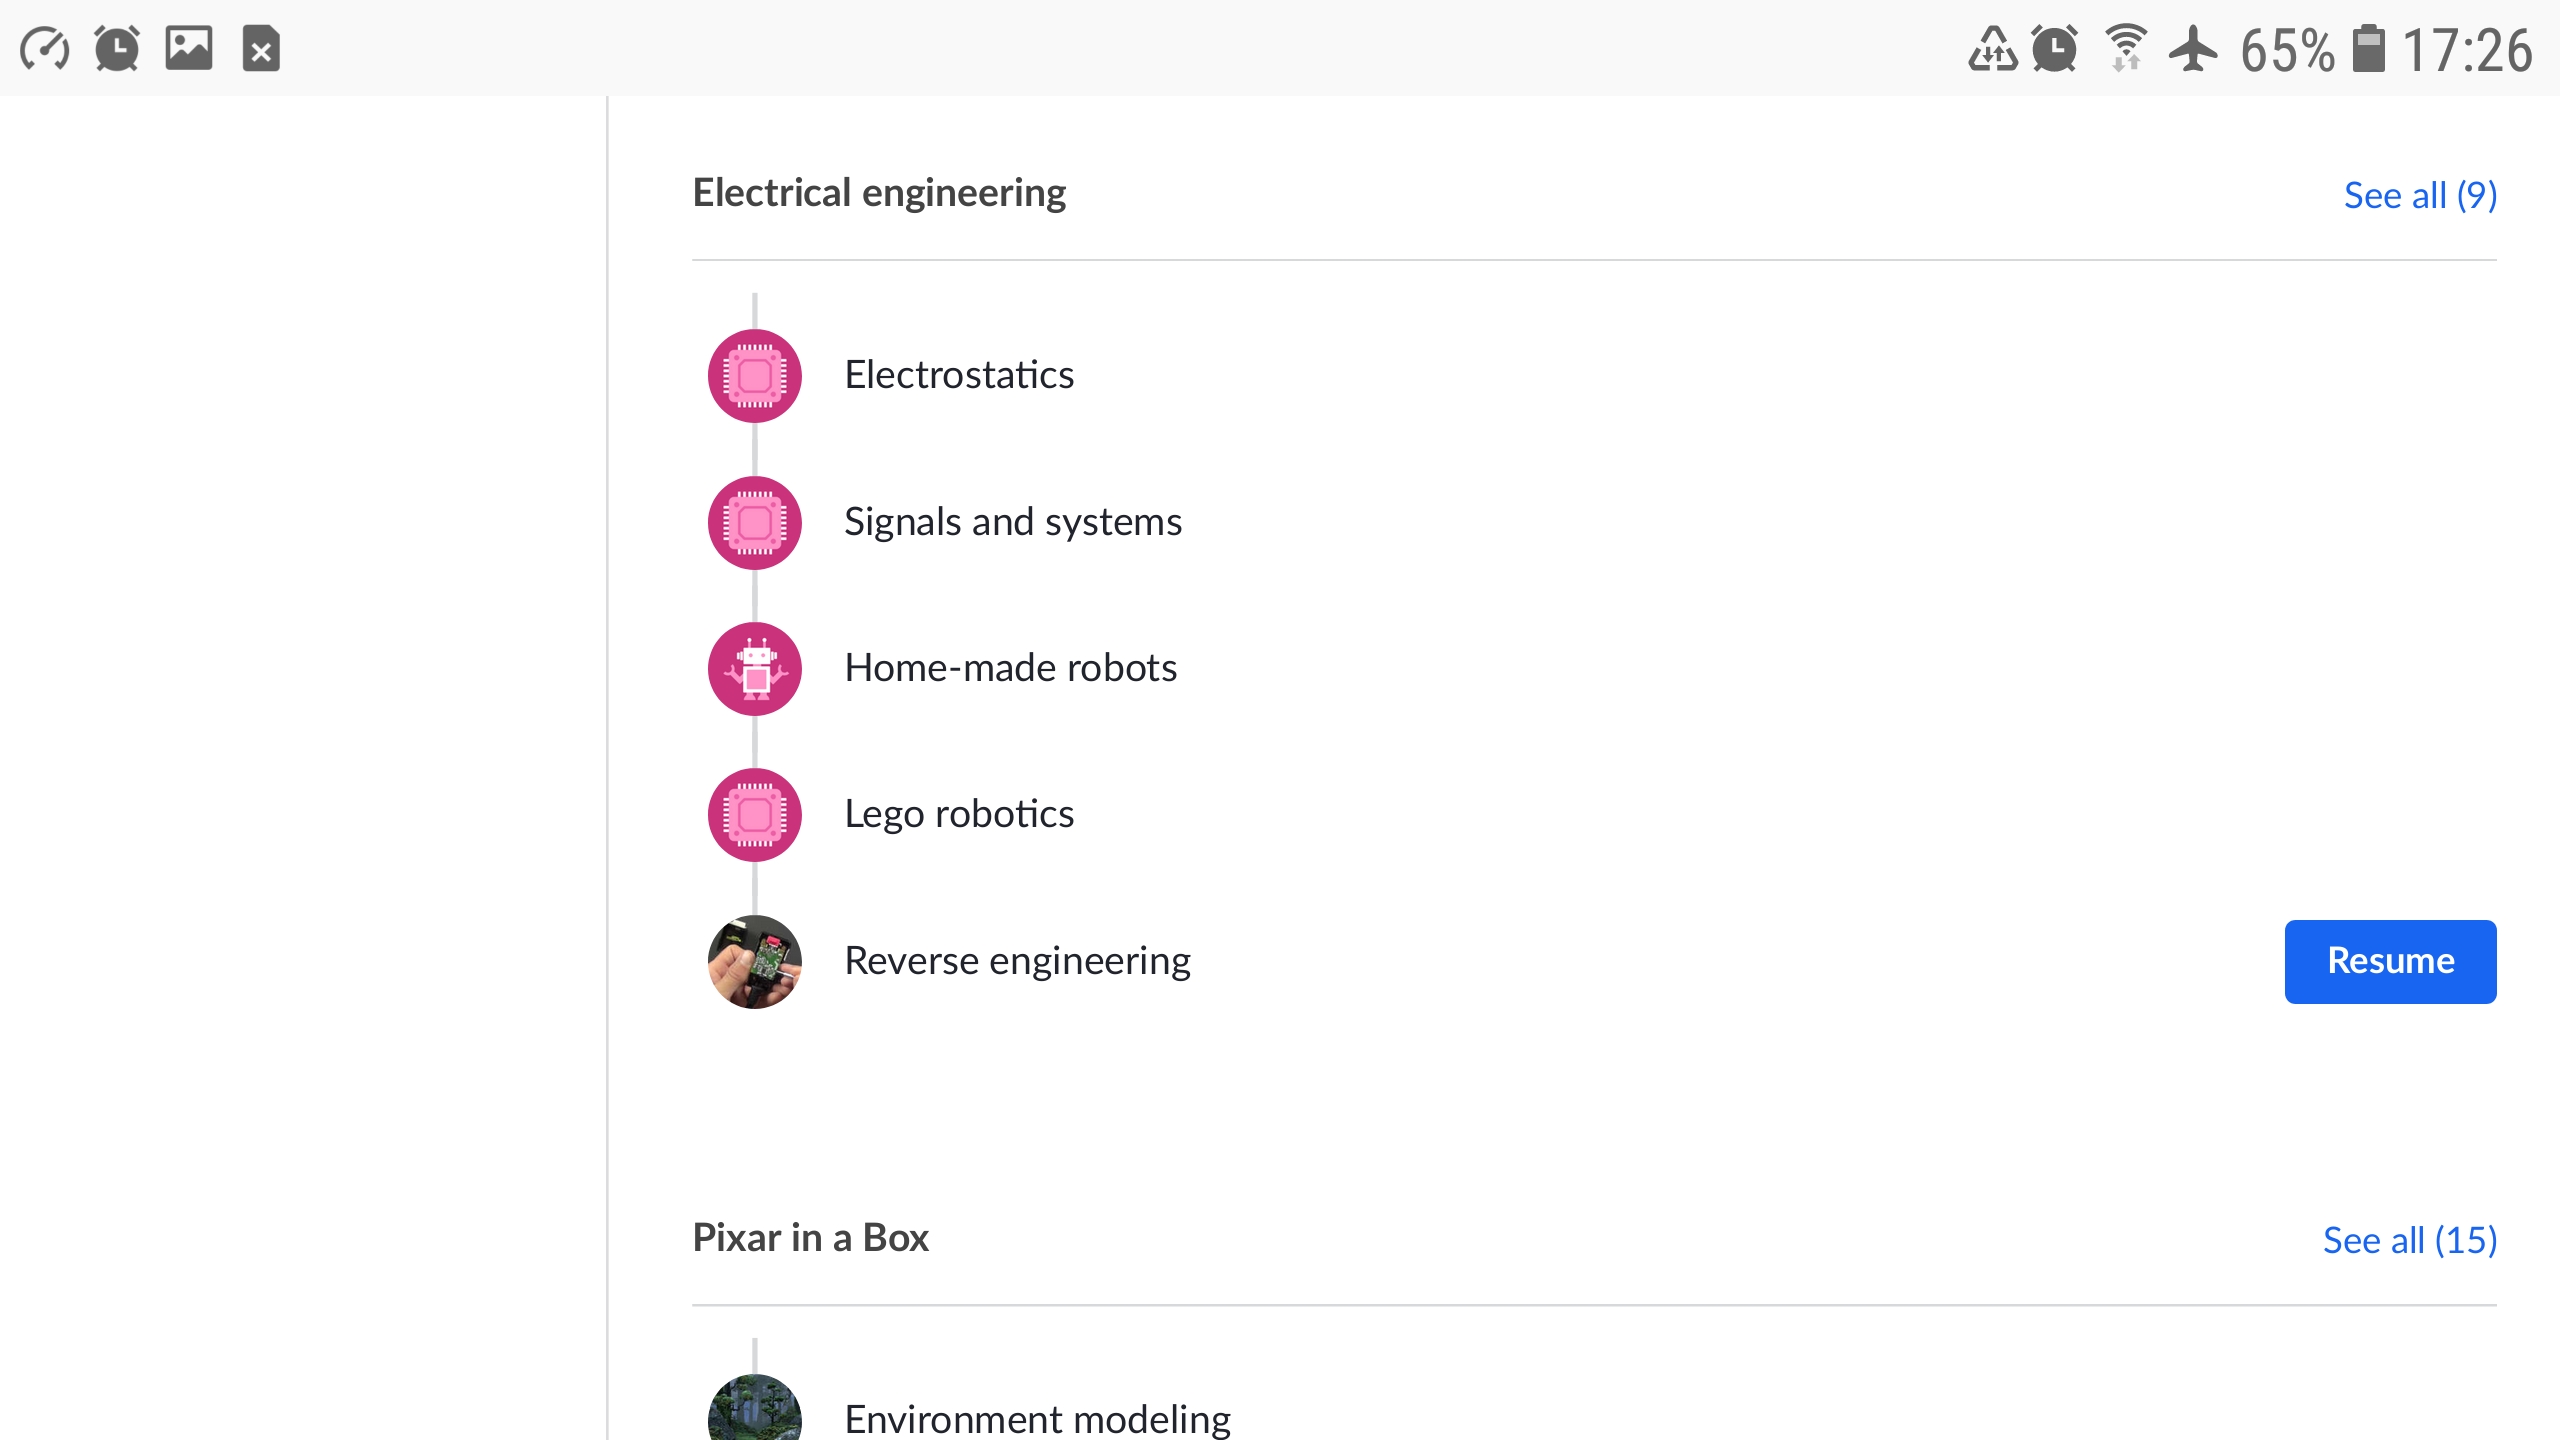 65% 17:26
Electrical engineering See all (9)
Electrostatics
Signals and systems
Home-made robots
Lego robotics
Reverse engineering Resume
Pixar in a Box See all (15)
Environment modeling